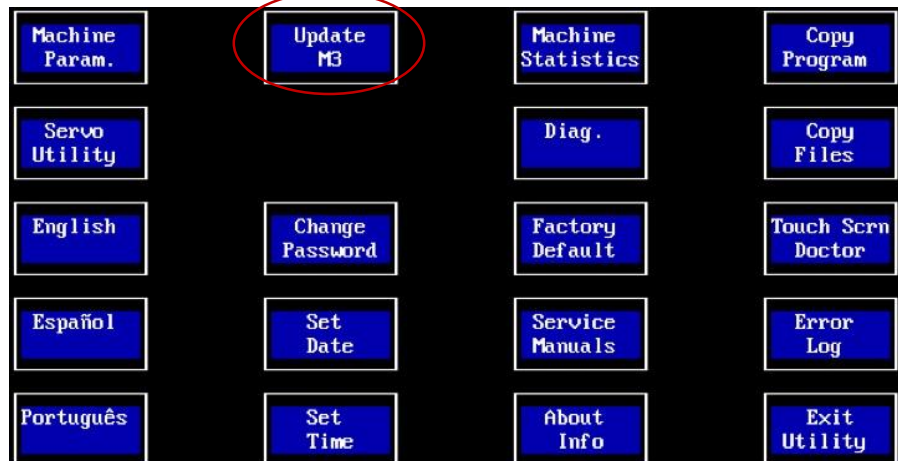 Machine
Param.
Update
M3
Machine
Statistics
Copy
Program
Servo
Utility
Diag.
Copy
Files
English
Change
Password
Factory
Default
Touch Scrn
Doctor
Español
Set
Date
Service
Manuals
Error
Log
Português
Set
Time
About
Info
Exit
Utility